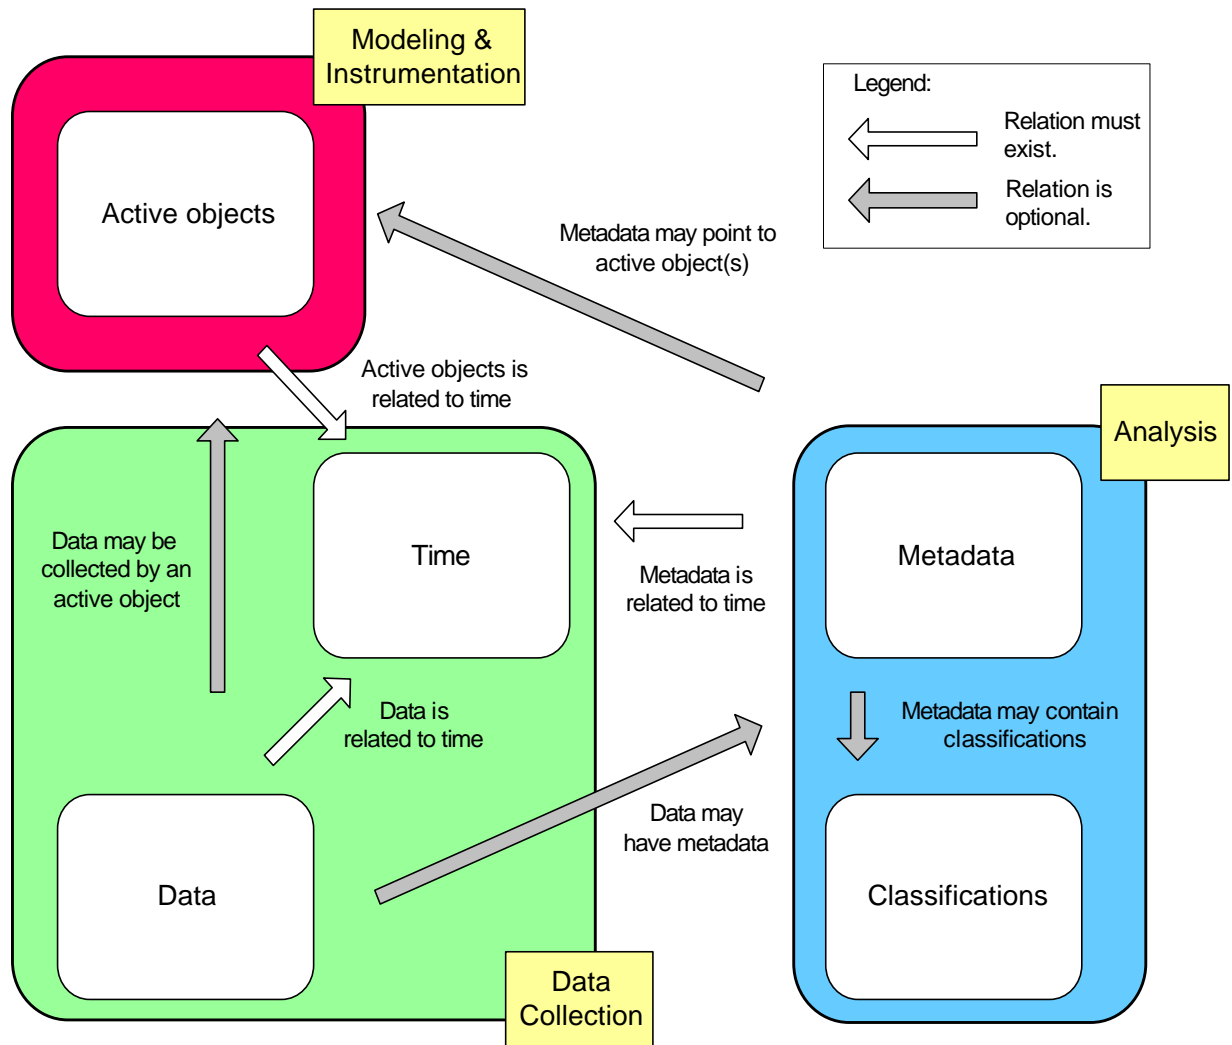 Modeling &
Instrumentation
Legend:
Relation must
exist.
Relation is
optional.
Active objects
Metadata may point to
active object(s)
Active objects is
related to time
Analysis
Data may be
collected by an
active object
Time
Metadata is
related to time
Metadata
Data is
related to time
Metadata may contain
classifications
Data may
have metadata
Data
Classifications
Data
Collection